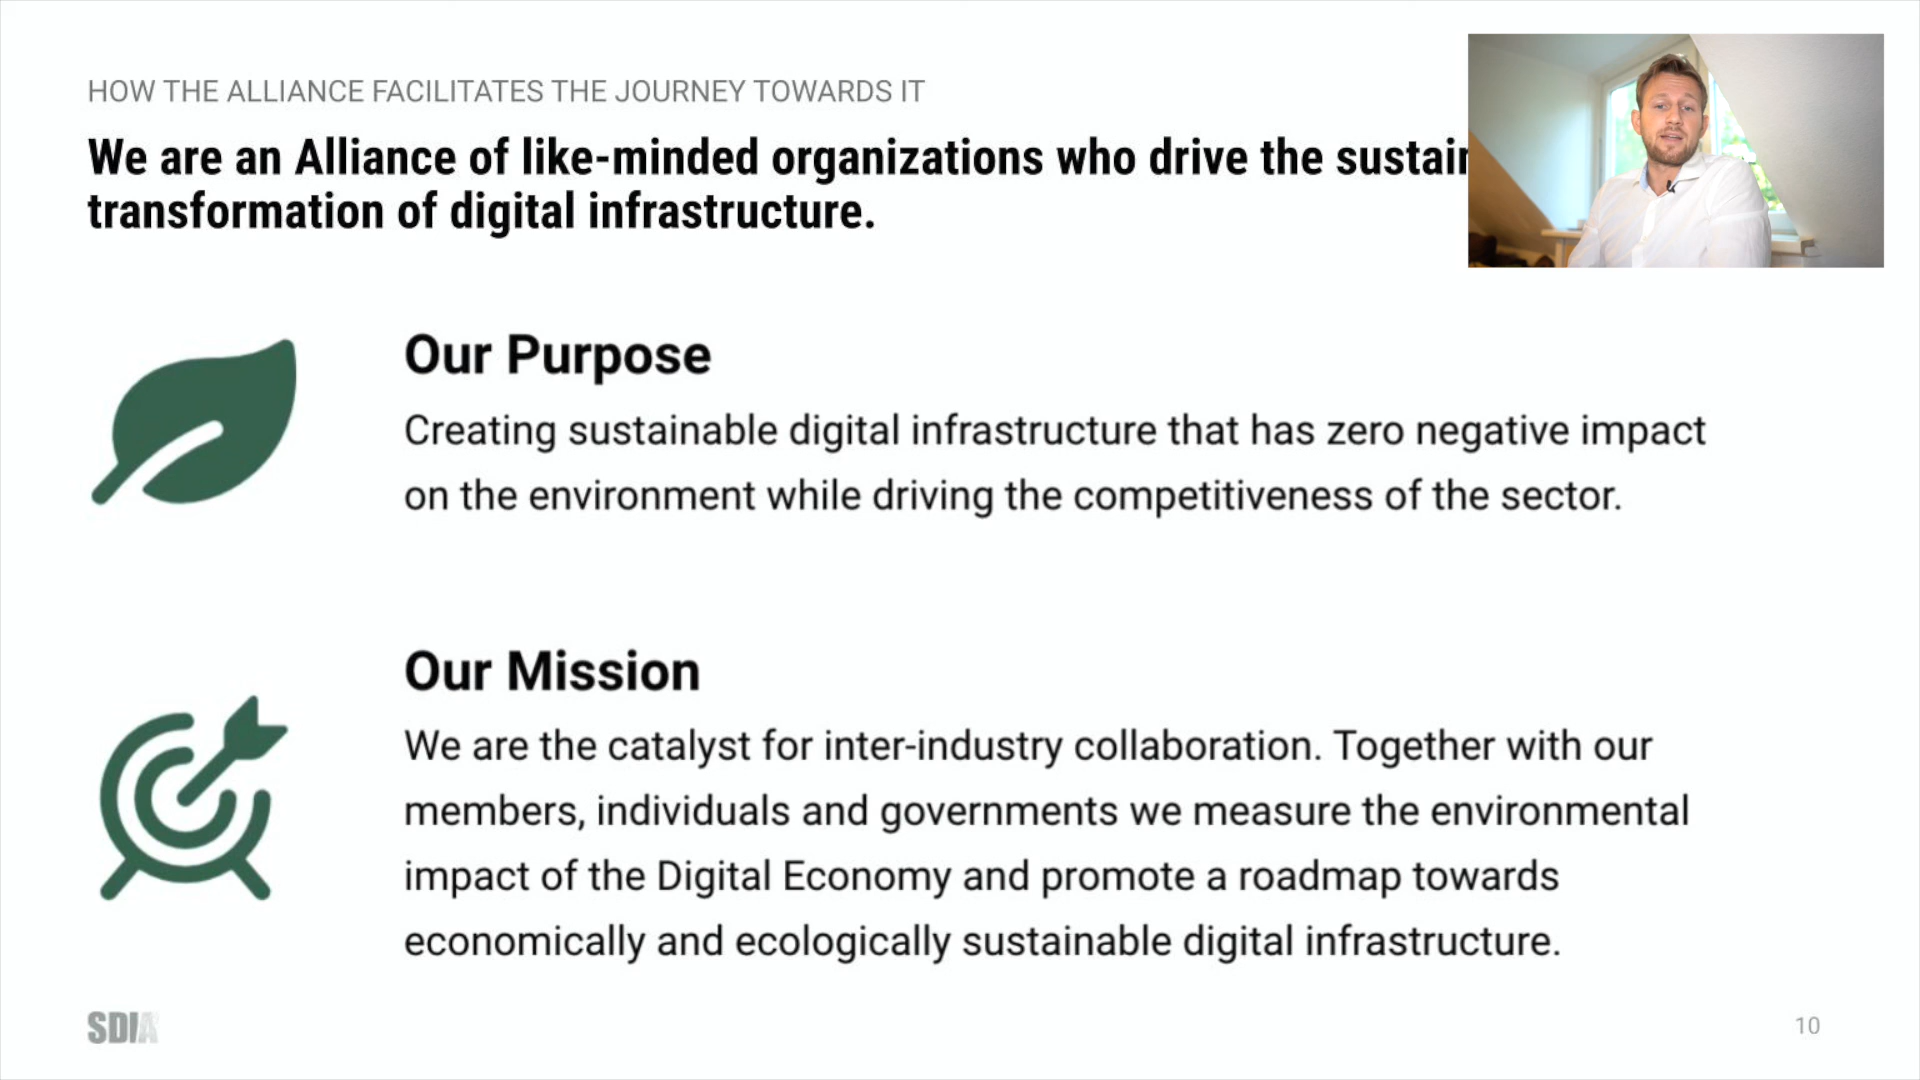 HOW THE ALLIANCE FACILITATES THE JOURNEY TOWARDS IT
We are an Alliance of like-minded organizations who drive the
transformation of digital infrastructure.
Our Purpose
Creating sustainable digital infrastructure that has zero negative impact
on the environment while driving the competitiveness of the sector.
Our Mission
We are the catalyst for inter-industry collaboration. Together with our
members, individuals and governments we measure the environmental
impact of the Digital Economy and promote a roadmap towards
economically and ecologically sustainable digital infrastructure.
SDIA
10